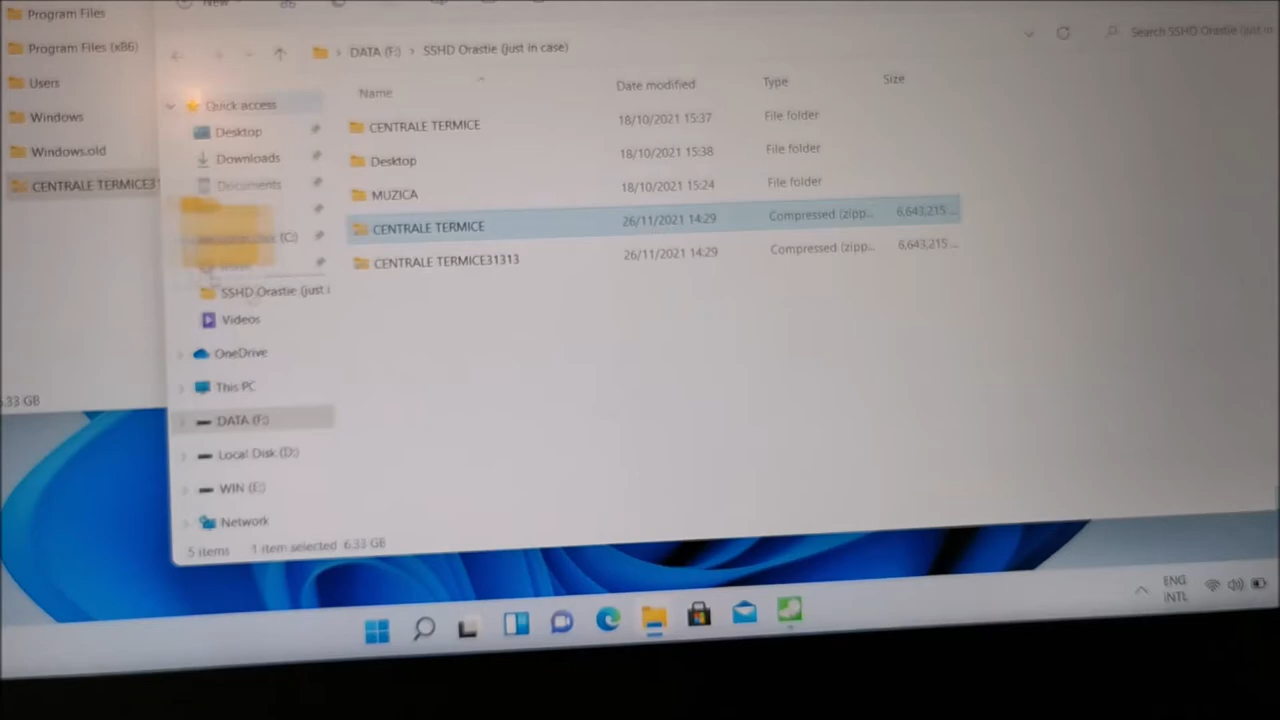 Program Files
Program Files (x86)
Users
Windows
Windows.old
CENTRALE TERMICE31
.33 GB
New
DATA (F:) › SSHD Orastie (just in case)
Search SSHD Orastie (just in
Name Date modified Type Size
Quick access
Desktop
Downloads
Documents
(C:)
SSHD Orastie (just i
Videos
OneDrive
This PC
DATA (F:)
Local Disk (D:)
WIN (E:)
Network
CENTRALE TERMICE 18/10/2021 15:37 File folder
Desktop 18/10/2021 15:38 File folder
MUZICA 18/10/2021 15:24 File folder
CENTRALE TERMICE 26/11/2021 14:29 Compressed (zipp... 6,643,215 ...
CENTRALE TERMICE31313 26/11/2021 14:29 Compressed (zipp... 6,643,215 ...
5 items 1 item selected 6.33 GB
ENG
INTL